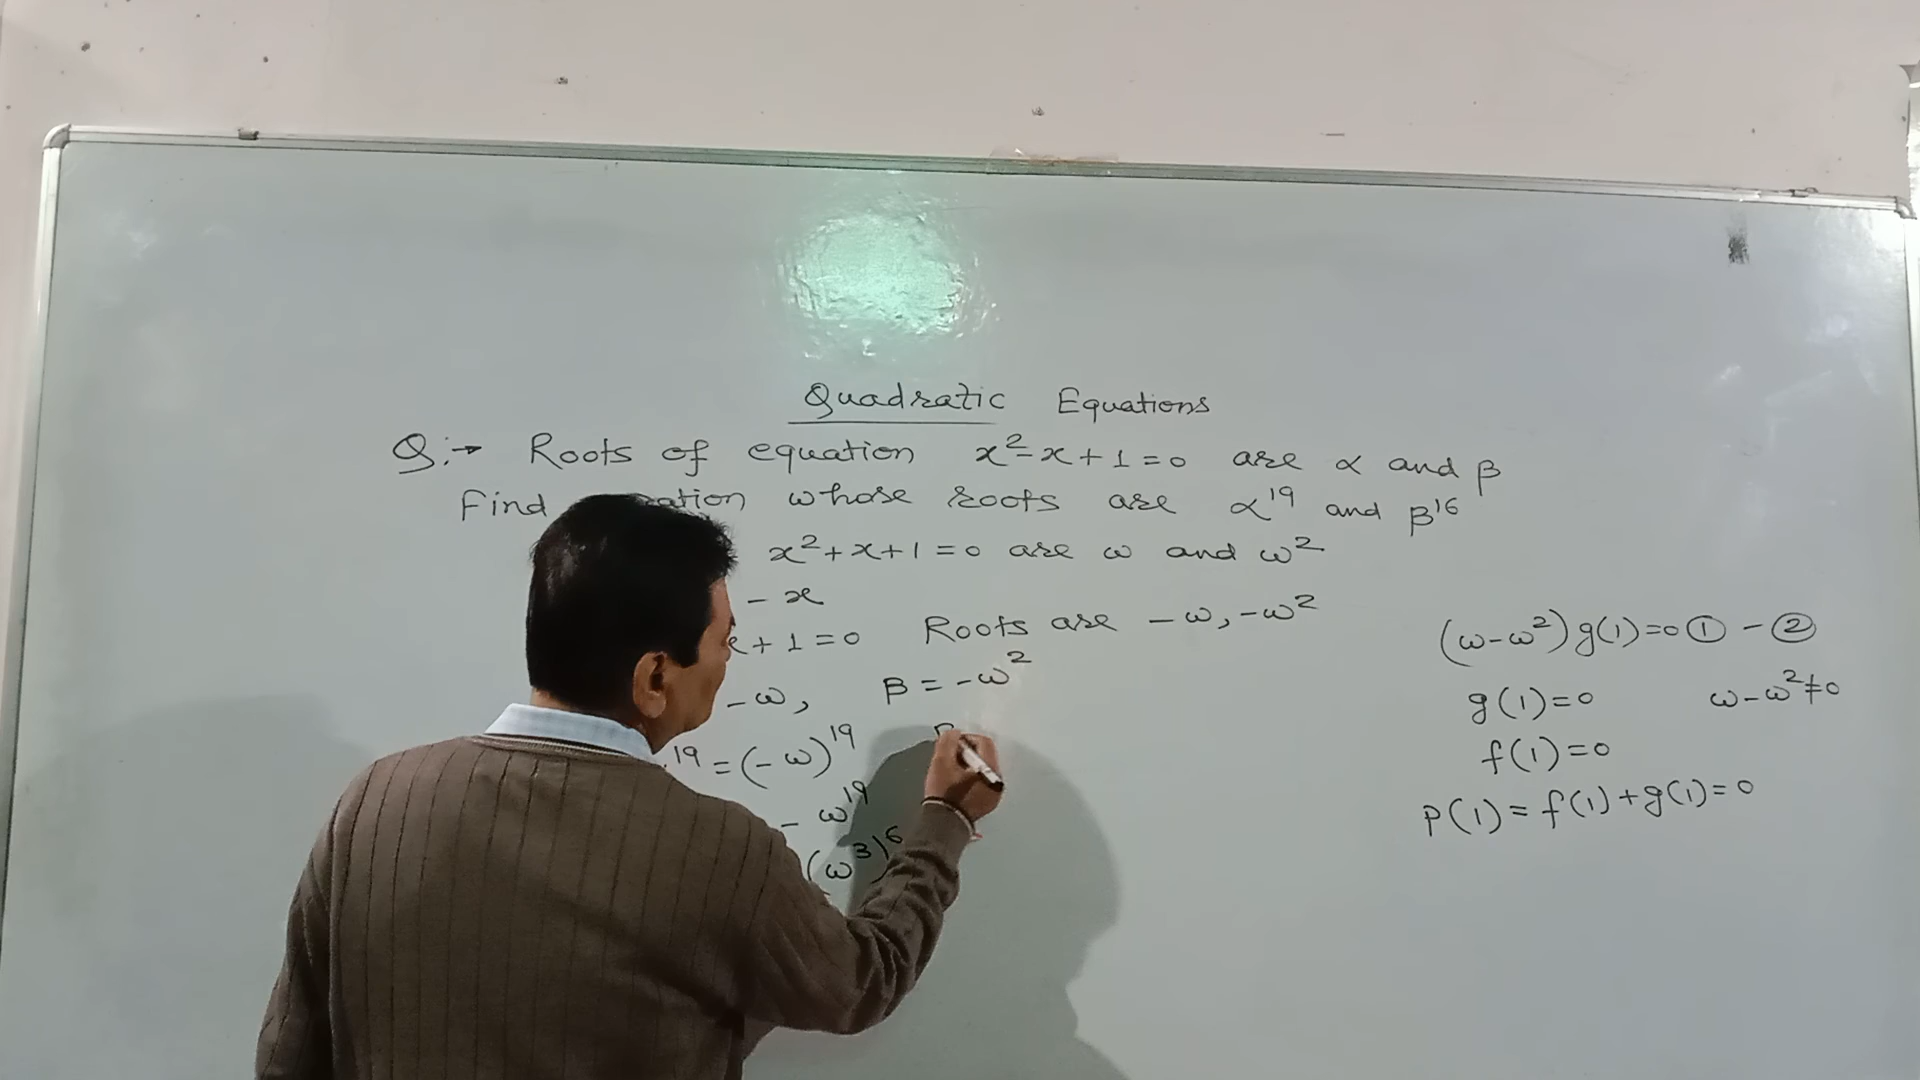 Quadratic Equations
Q:→ Roots of equation x²-x+1=0 are α and β
Find whose roots are α¹⁹ and β¹⁶
x²+x+1=0 are ω and ω²
- x
+1=0 Roots are -ω, -ω²
-ω, β=-ω²
19=(-ω)¹⁹
- ω¹⁹
(ω³)⁶
(ω-ω²)g(1)=0 ①-②
g(1)=0 ω-ω²≠0
f(1)=0
P(1)=f(1)+g(1)=0